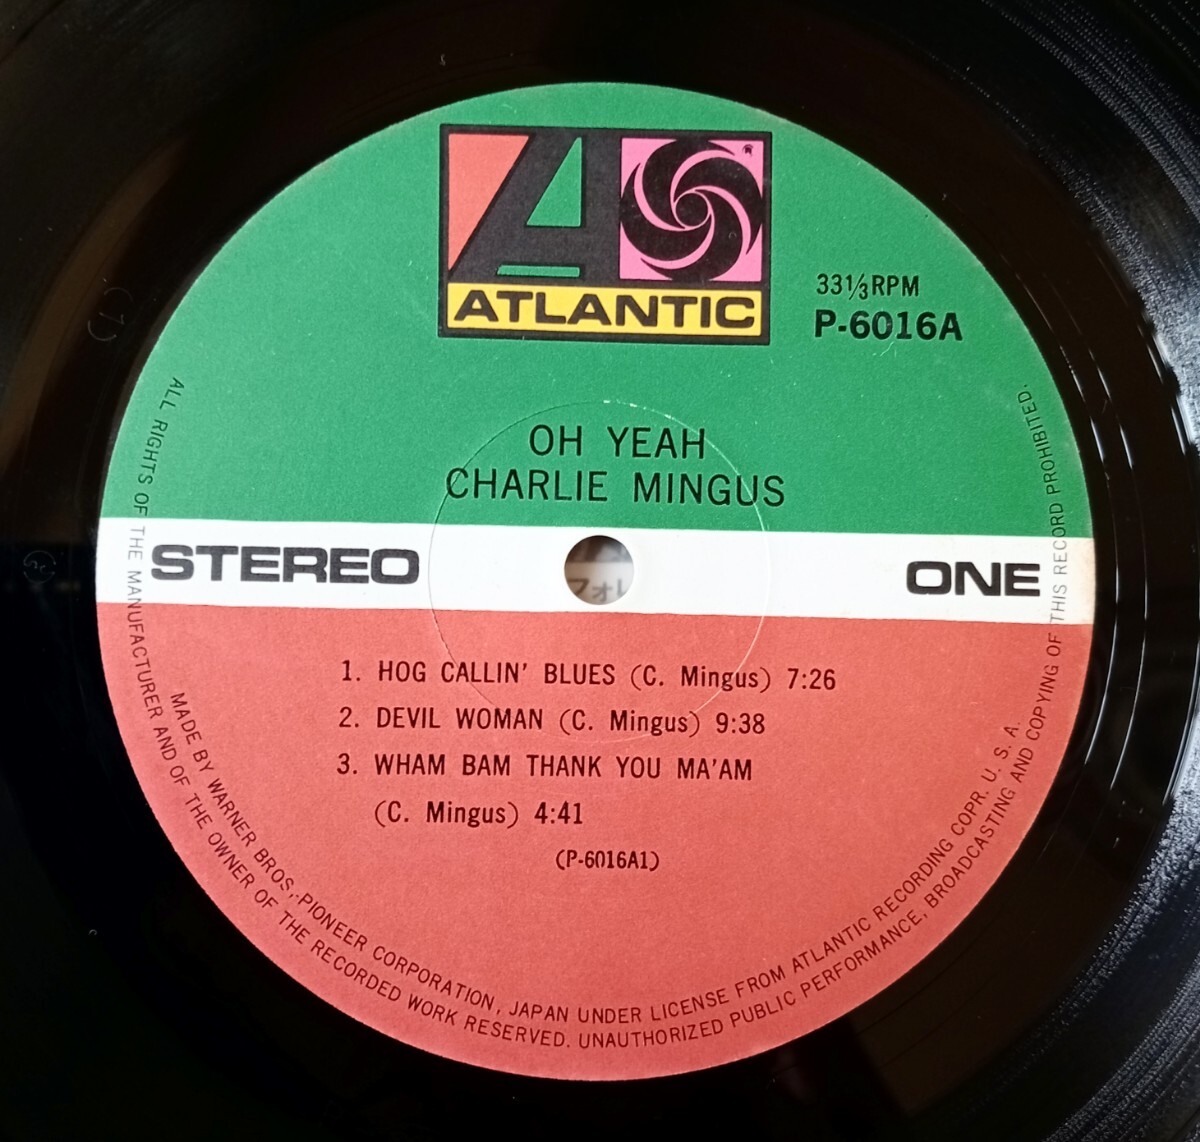 ATLANTIC
33⅓RPM
P-6016A
OH YEAH
CHARLIE MINGUS
STEREO
ONE
1. HOG CALLIN' BLUES (C. Mingus) 7:26
2. DEVIL WOMAN (C. Mingus) 9:38
3. WHAM BAM THANK YOU MA'AM
(C. Mingus) 4:41
(P-6016A1)
MADE BY WARNER BROS,-PIONEER CORPORATION, JAPAN UNDER LICENSE FROM ATLANTIC RECORDING COPR. U. S. A.
ALL RIGHTS OF THE MANUFACTURER AND OF THE OWNER OF THE RECORDED WORK RESERVED. UNAUTHORIZED PUBLIC PERFORMANCE, BROADCASTING AND COPYING OF THIS RECORD PROHIBITED.